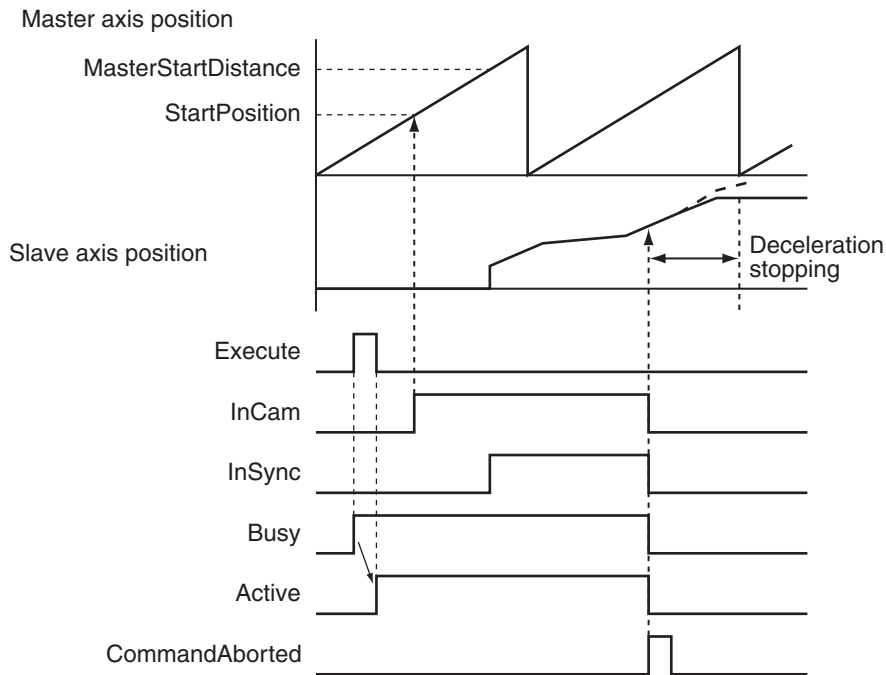 Master axis position
MasterStartDistance
StartPosition
Slave axis position
Deceleration
stopping
Execute
InCam
InSync
Busy
Active
CommandAborted